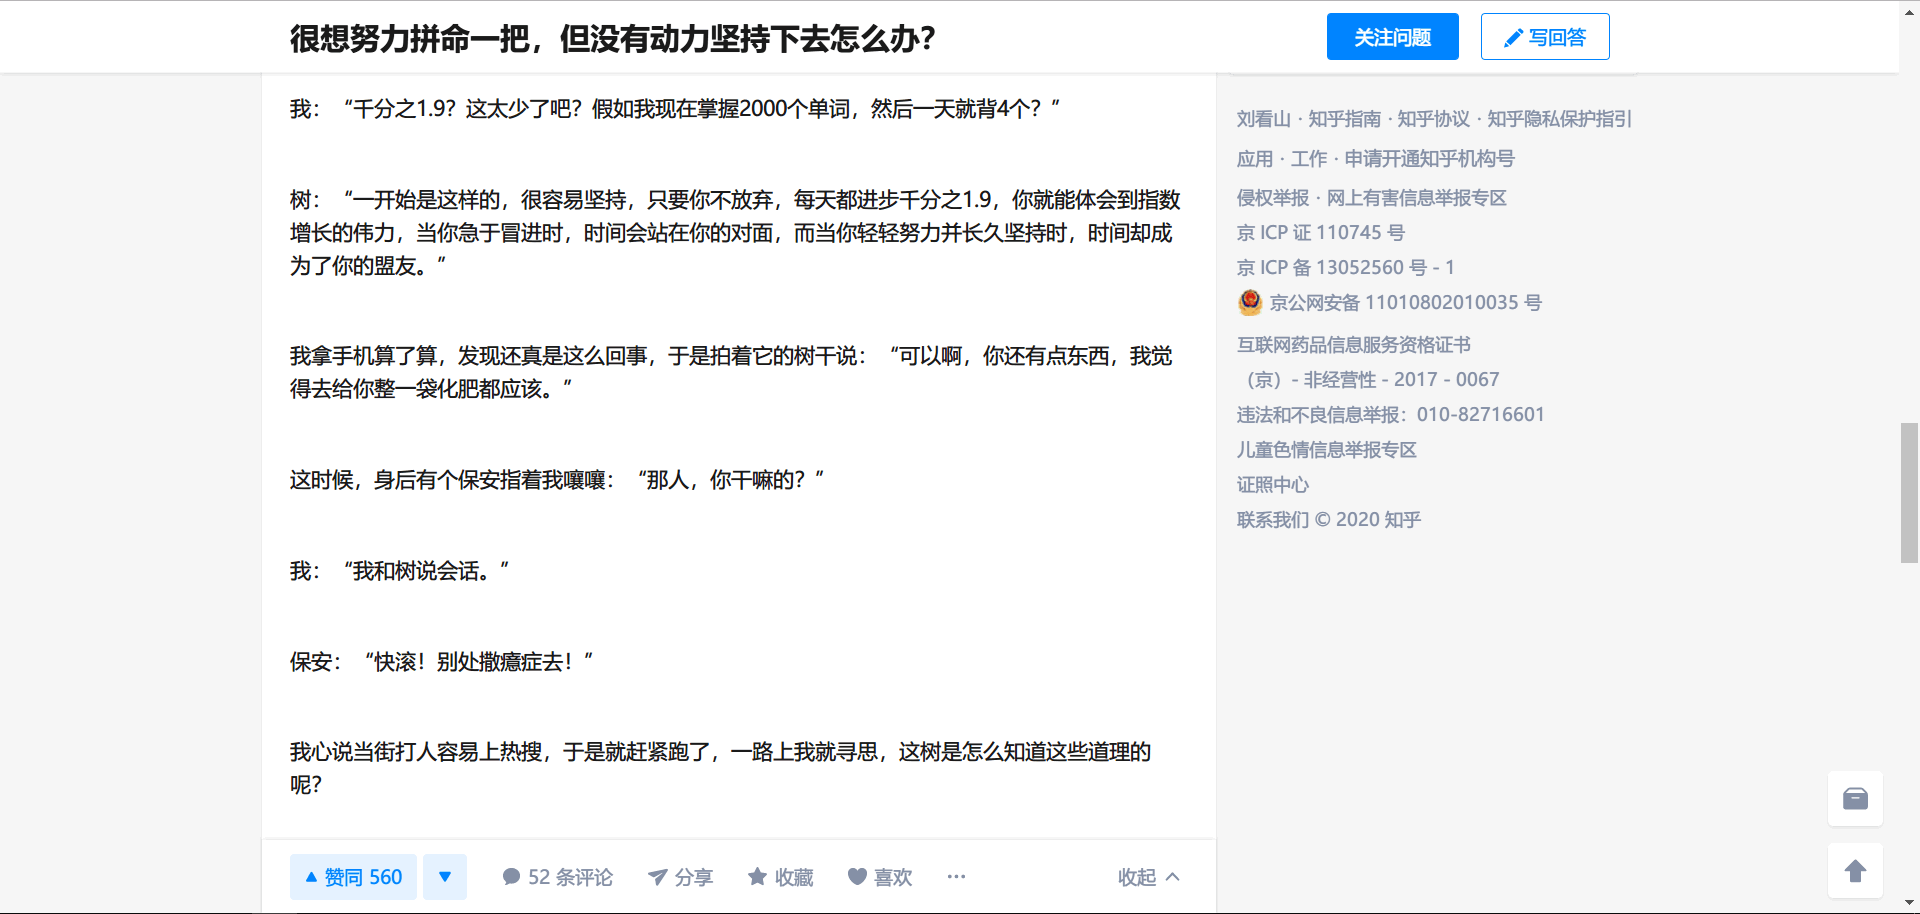 很想努力拼命一把，但没有动力坚持下去怎么办？
关注问题
写回答
我：“千分之1.9？这太少了吧？假如我现在掌握2000个单词，然后一天就背4个？”
树：“一开始是这样的，很容易坚持，只要你不放弃，每天都进步千分之1.9，你就能体会到指数
增长的伟力，当你急于冒进时，时间会站在你的对面，而当你轻轻努力并长久坚持时，时间却成
为了你的盟友。”
我拿手机算了算，发现还真是这么回事，于是拍着它的树干说：“可以啊，你还有点东西，我觉
得去给你整一袋化肥都应该。”
这时候，身后有个保安指着我嚷嚷：“那人，你干嘛的？”
我：“我和树说会话。”
保安：“快滚！别处撒癔症去！”
我心说当街打人容易上热搜，于是就赶紧跑了，一路上我就寻思，这树是怎么知道这些道理的
呢？
赞同 560
52 条评论
分享
收藏
喜欢
收起
刘看山 · 知乎指南 · 知乎协议 · 知乎隐私保护指引
应用 · 工作 · 申请开通知乎机构号
侵权举报 · 网上有害信息举报专区
京 ICP 证 110745 号
京 ICP 备 13052560 号 - 1
京公网安备 11010802010035 号
互联网药品信息服务资格证书
（京）- 非经营性 - 2017 - 0067
违法和不良信息举报：010-82716601
儿童色情信息举报专区
证照中心
联系我们 © 2020 知乎